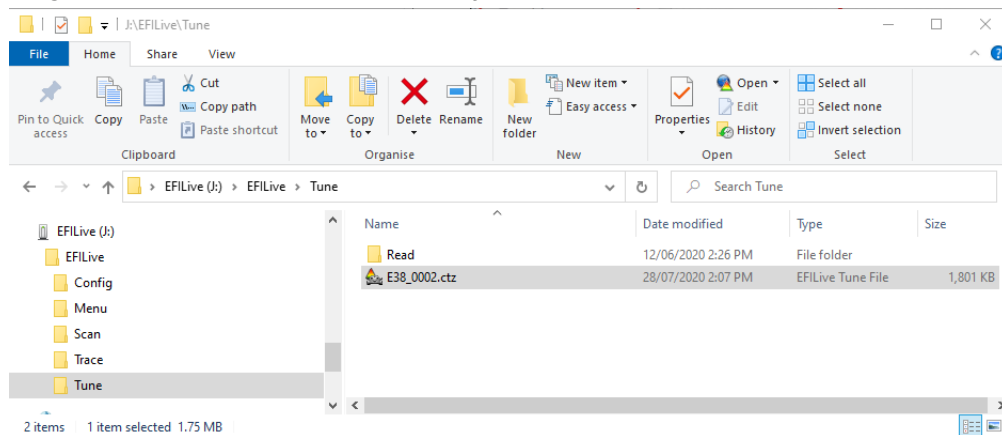 J:\EFILive\Tune
File Home Share View
Pin to Quick access
Copy
Paste
Cut
Copy path
Paste shortcut
Clipboard
Move to
Copy to
Delete
Rename
Organise
New folder
New item
Easy access
New
Properties
Open
Edit
History
Open
Select all
Select none
Invert selection
Select
EFILive (J:) > EFILive > Tune
Search Tune
EFILive (J:)
EFILive
Config
Menu
Scan
Trace
Tune
Name Date modified Type Size
Read 12/06/2020 2:26 PM File folder
E38_0002.ctz 28/07/2020 2:07 PM EFILive Tune File 1,801 KB
2 items 1 item selected 1.75 MB